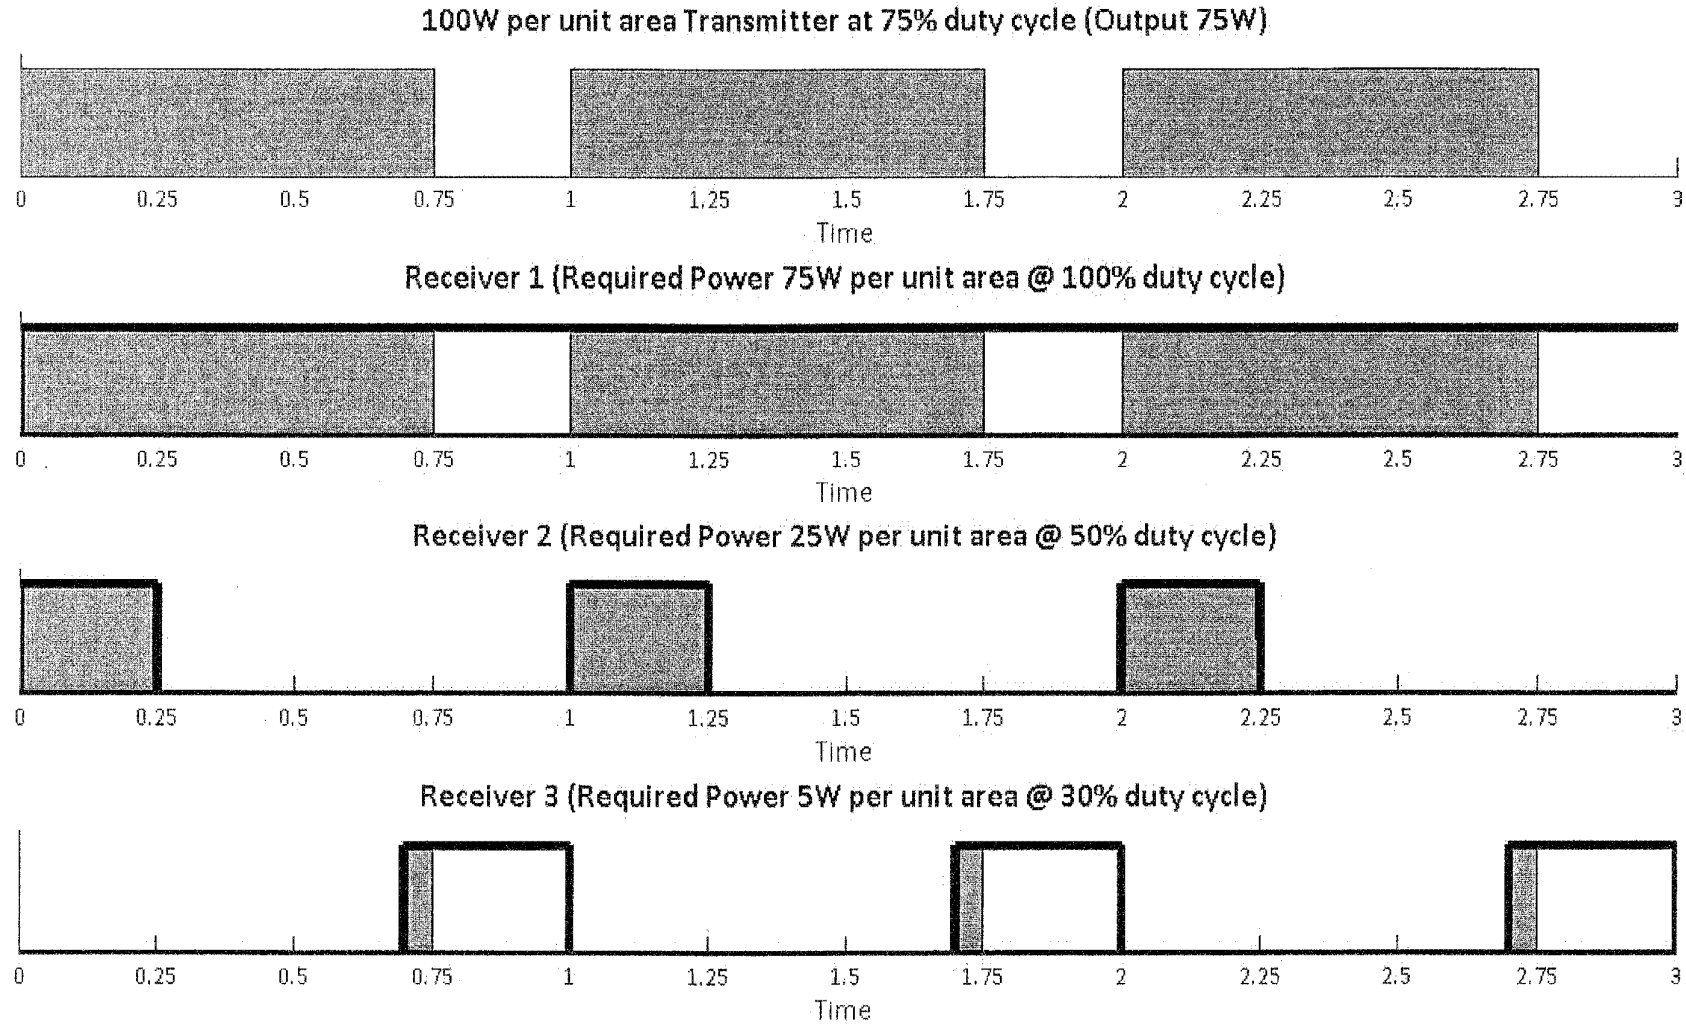 100W per unit area Transmitter at 75% duty cycle (Output 75W)
0 0.25 0.5 0.75 1 1.25 1.5 1.75 2 2.25 2.5 2.75 3
Time
Receiver 1 (Required Power 75W per unit area @ 100% duty cycle)
0 0.25 0.5 0.75 1 1.25 1.5 1.75 2 2.25 2.5 2.75 3
Time
Receiver 2 (Required Power 25W per unit area @ 50% duty cycle)
0 0.25 0.5 0.75 1 1.25 1.5 1.75 2 2.25 2.5 2.75 3
Time
Receiver 3 (Required Power 5W per unit area @ 30% duty cycle)
0 0.25 0.5 0.75 1 1.25 1.5 1.75 2 2.25 2.5 2.75 3
Time